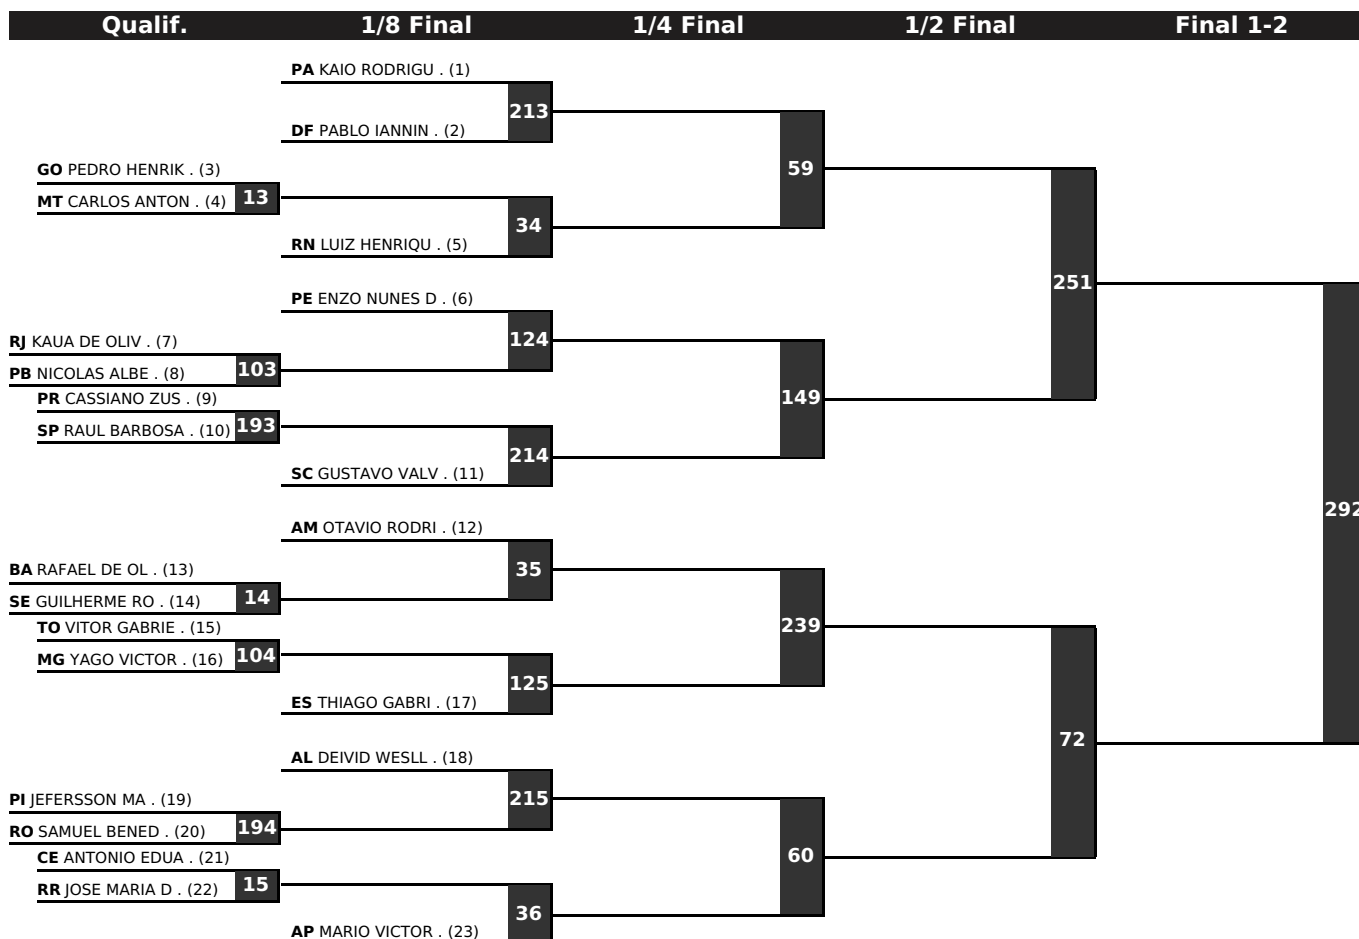 Qualif. 1/8 Final 1/4 Final 1/2 Final Final 1-2
PA KAIO RODRIGU . (1)
213
DF PABLO IANNIN . (2)
GO PEDRO HENRIK . (3)
59
MT CARLOS ANTON . (4) 13
34
RN LUIZ HENRIQU . (5)
251
PE ENZO NUNES D . (6)
RJ KAUA DE OLIV . (7)
124
PB NICOLAS ALBE . (8) 103
PR CASSIANO ZUS . (9)
149
SP RAUL BARBOSA . (10) 193
214
SC GUSTAVO VALV . (11)
292
AM OTAVIO RODRI . (12)
BA RAFAEL DE OL . (13)
35
SE GUILHERME RO . (14) 14
TO VITOR GABRIE . (15)
239
MG YAGO VICTOR . (16) 104
125
ES THIAGO GABRI . (17)
72
AL DEIVID WESLL . (18)
PI JEFERSSON MA . (19)
215
RO SAMUEL BENED . (20) 194
CE ANTONIO EDUA . (21)
60
RR JOSE MARIA D . (22) 15
36
AP MARIO VICTOR . (23)